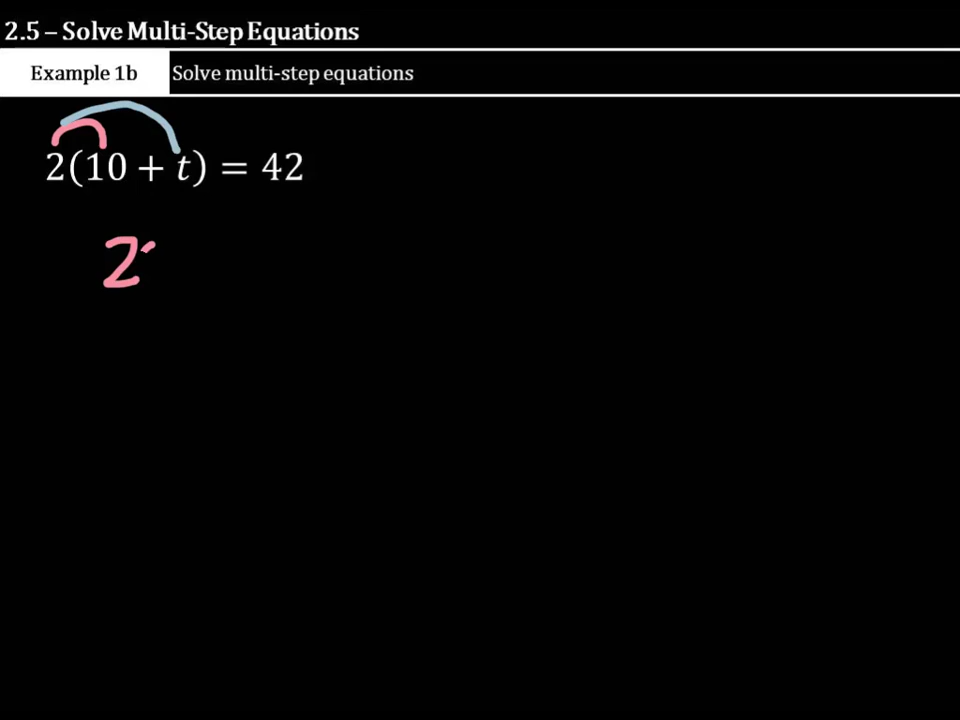 2.5 – Solve Multi-Step Equations
Example 1b Solve multi-step equations
2(10 + t) = 42
2